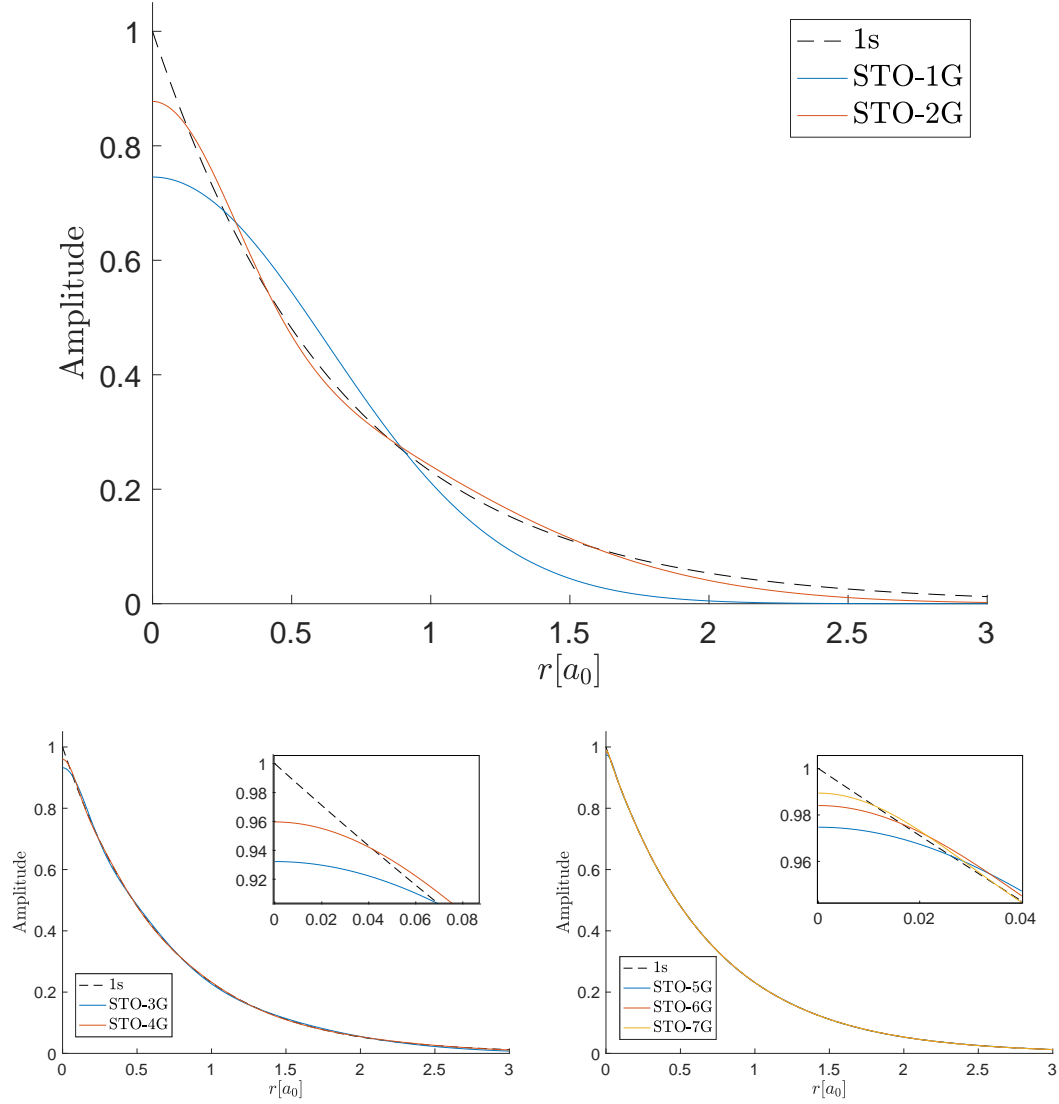 1
0.8
0.6
0.4
0.2
0
Amplitude
0 0.5 1 1.5 2 2.5 3
r[a₀]
1s
STO-1G
STO-2G
1
0.8
0.6
0.4
0.2
0
Amplitude
0 0.5 1 1.5 2 2.5 3
r[a₀]
1
0.98
0.96
0.94
0.92
0 0.02 0.04 0.06 0.08
1s
STO-3G
STO-4G
1
0.8
0.6
0.4
0.2
0
Amplitude
0 0.5 1 1.5 2 2.5 3
r[a₀]
1
0.98
0.96
0 0.02 0.04
1s
STO-5G
STO-6G
STO-7G